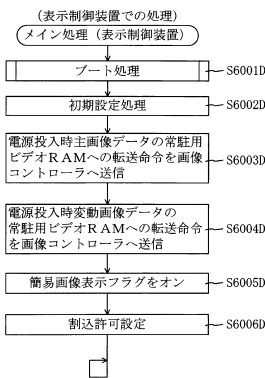 (表示制御装置での処理)
メイン処理(表示制御装置)
ブート処理
S6001D
初期設定処理
S6002D
電源投入時主画像データの常駐用
ビデオRAMへの転送命令を画像
コントローラへ送信
S6003D
電源投入時変動画像データの
常駐用ビデオRAMへの転送命令
を画像コントローラへ送信
S6004D
簡易画像表示フラグをオン
S6005D
割込許可設定
S6006D